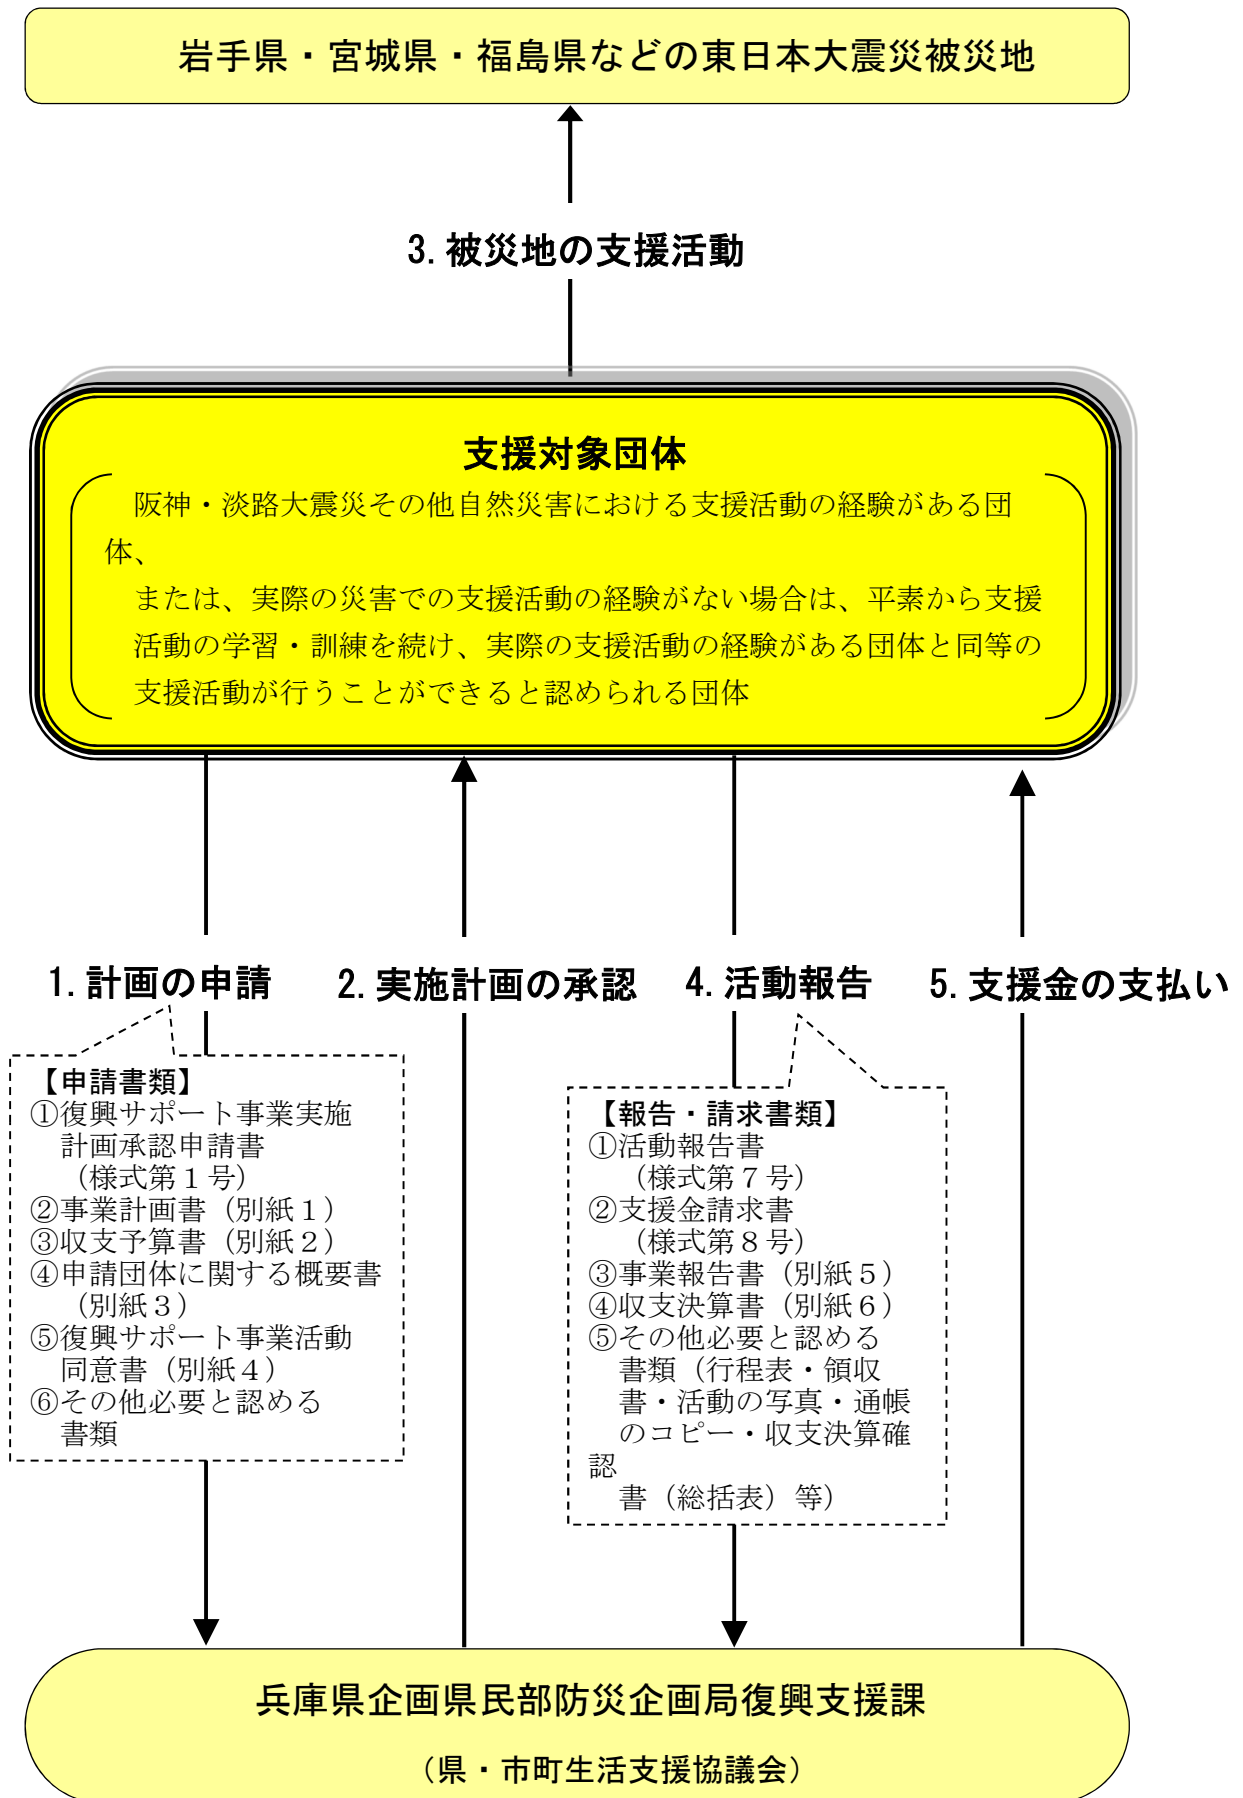 岩手県・宮城県・福島県などの東日本大震災被災地
3.被災地の支援活動
支援対象団体
阪神・淡路大震災その他自然災害における支援活動の経験がある団
体、
または、実際の災害での支援活動の経験がない場合は、平素から支援
活動の学習・訓練を続け、実際の支援活動の経験がある団体と同等の
支援活動が行うことができると認められる団体
1.計画の申請
2.実施計画の承認
4.活動報告
5.支援金の支払い
【申請書類】
①復興サポート事業実施
計画承認申請書
（様式第１号）
②事業計画書（別紙１）
③収支予算書（別紙２）
④申請団体に関する概要書
（別紙３）
⑤復興サポート事業活動
同意書（別紙４）
⑥その他必要と認める
書類
【報告・請求書類】
①活動報告書
（様式第７号）
②支援金請求書
（様式第８号）
③事業報告書（別紙５）
④収支決算書（別紙６）
⑤その他必要と認める
書類（行程表・領収
書・活動の写真・通帳
のコピー・収支決算確
認
書（総括表）等）
兵庫県企画県民部防災企画局復興支援課
（県・市町生活支援協議会）